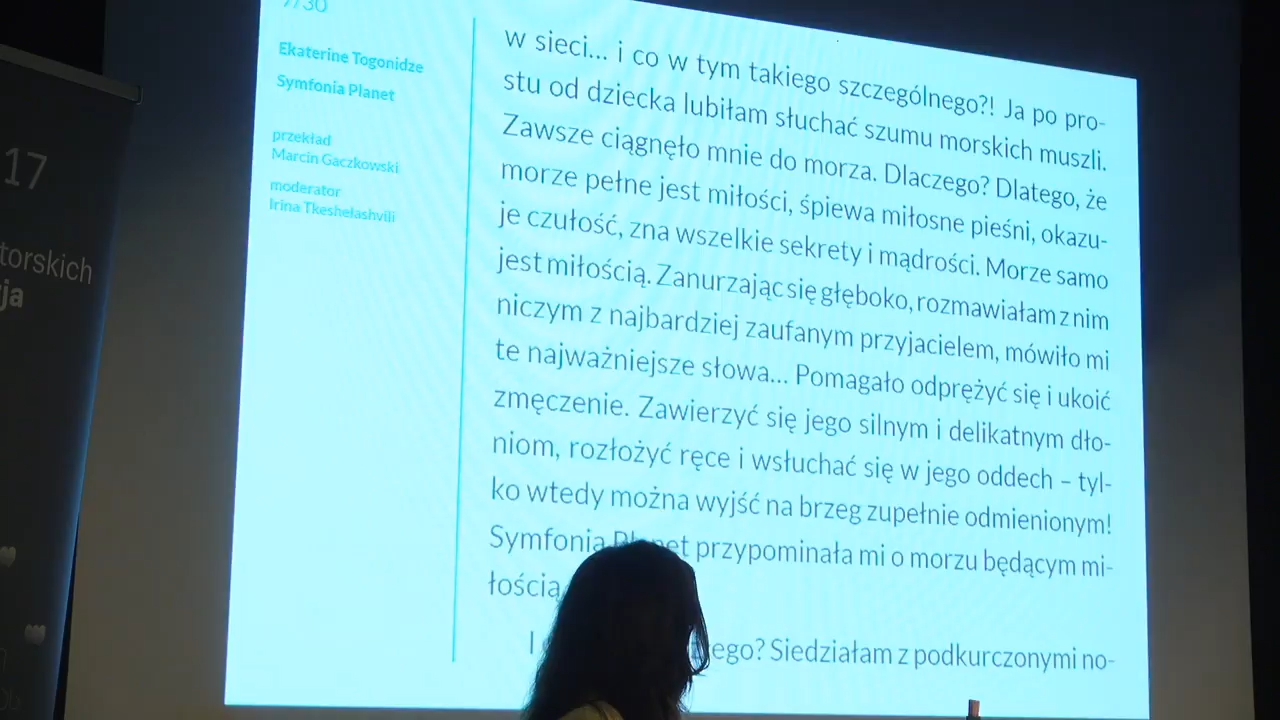 17
torskich
ja
7/30
Ekaterine Togonidze
Symfonia Planet
przekład
Marcin Gaczkowski
moderator
Irina Tkeshelashvili
w sieci... i co w tym takiego szczególnego?! Ja po pro-
stu od dziecka lubiłam słuchać szumu morskich muszli.
Zawsze ciągnęło mnie do morza. Dlaczego? Dlatego, że
morze pełne jest miłości, śpiewa miłosne pieśni, okazu-
je czułość, zna wszelkie sekrety i mądrości. Morze samo
jest miłością. Zanurzając się głęboko, rozmawiałam z nim
niczym z najbardziej zaufanym przyjacielem, mówiło mi
te najważniejsze słowa... Pomagało odprężyć się i ukoić
zmęczenie. Zawierzyć się jego silnym i delikatnym dło-
niom, rozłożyć ręce i wsłuchać się w jego oddech – tyl-
ko wtedy można wyjść na brzeg zupełnie odmienionym!
Symfonia Planet przypominała mi o morzu będącym mi-
łością
I ego? Siedziałam z podkurczonymi no-